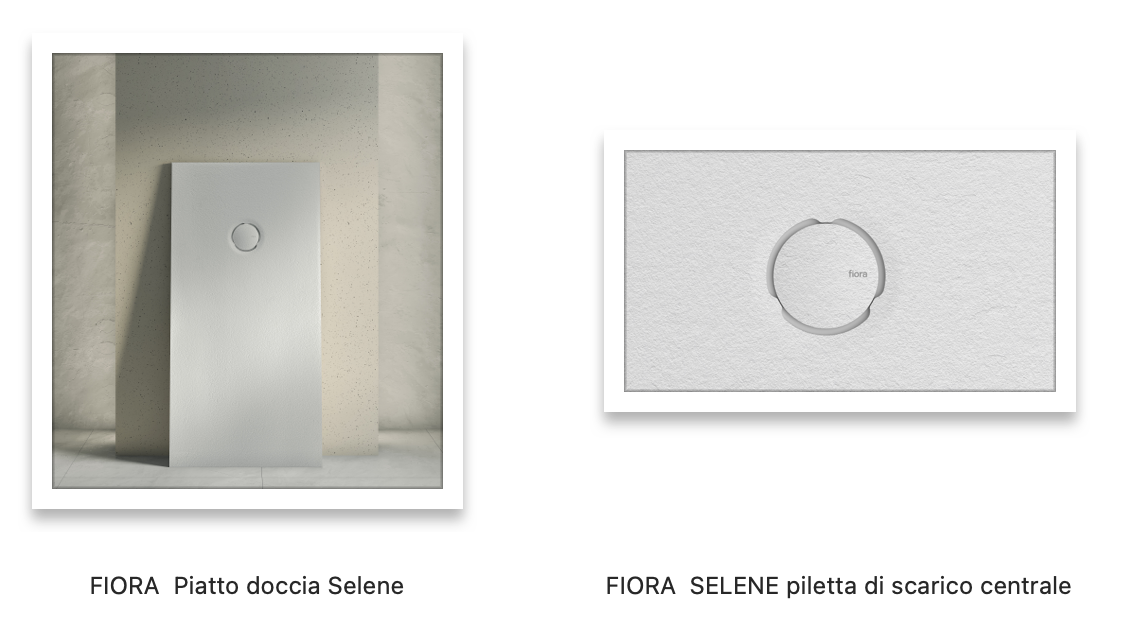 fiora
FIORA  Piatto doccia Selene
FIORA  SELENE piletta di scarico centrale